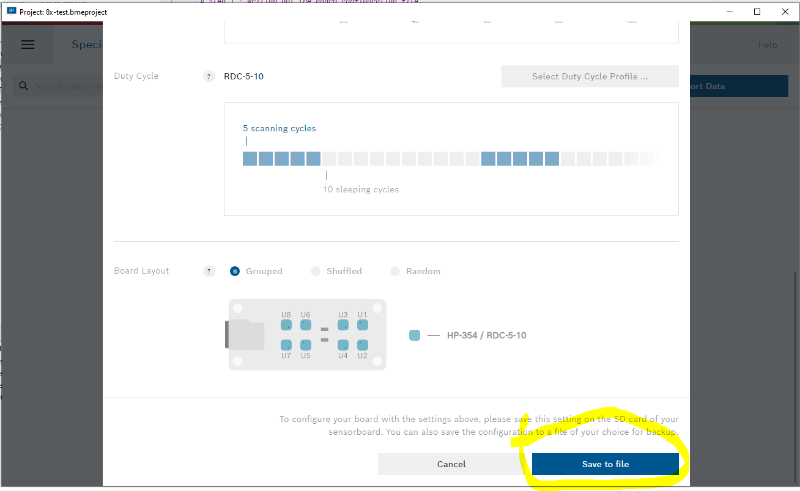 Project: 8x-test.bmeproject
Speci
Help
Search specimen
ort Data
Duty Cycle ? RDC-5-10 Select Duty Cycle Profile ...
5 scanning cycles
10 sleeping cycles
Board Layout ? Grouped Shuffled Random
U8 U6 U3 U1
U7 U5 U4 U2
HP-354 / RDC-5-10
To configure your board with the settings above, please save this setting on the SD card of your
sensorboard. You can also save the configuration to a file of your choice for backup.
Cancel Save to file